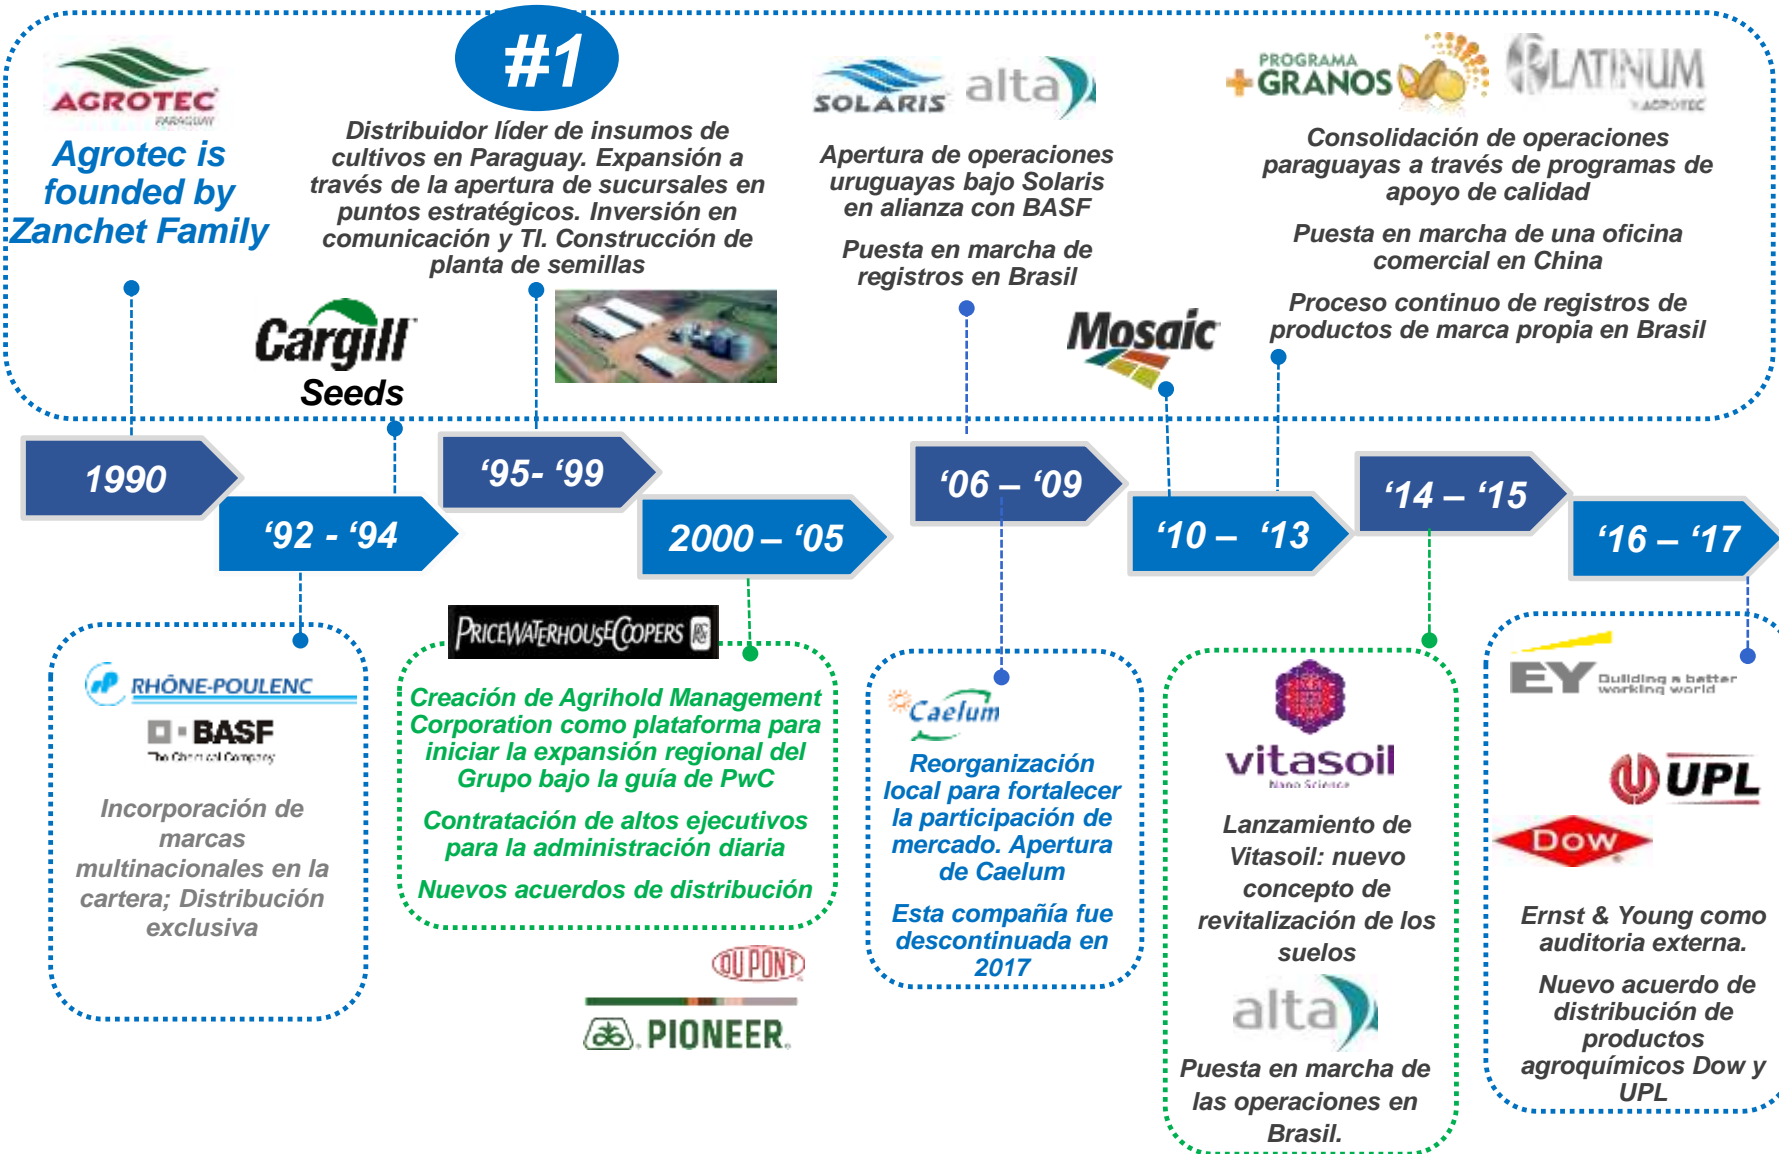 AGROTEC
PARAGUAY
Agrotec is
founded by
Zanchet Family
#1
Distribuidor líder de insumos de
cultivos en Paraguay. Expansión a
través de la apertura de sucursales en
puntos estratégicos. Inversión en
comunicación y TI. Construcción de
planta de semillas
Cargill
Seeds
SOLARIS
alta
Apertura de operaciones
uruguayas bajo Solaris
en alianza con BASF
Puesta en marcha de
registros en Brasil
Mosaic
PROGRAMA
+GRANOS
PLATINUM
AGROTEC
Consolidación de operaciones
paraguayas a través de programas de
apoyo de calidad
Puesta en marcha de una oficina
comercial en China
Proceso continuo de registros de
productos de marca propia en Brasil
1990
‘92 - ‘94
‘95- ‘99
2000 – ‘05
‘06 – ‘09
‘10 – ‘13
‘14 – ‘15
‘16 – ‘17
RHÔNE-POULENC
BASF
The Chemical Company
Incorporación de
marcas
multinacionales en la
cartera; Distribución
exclusiva
PRICEWATERHOUSECOOPERS
Creación de Agrihold Management
Corporation como plataforma para
iniciar la expansión regional del
Grupo bajo la guía de PwC
Contratación de altos ejecutivos
para la administración diaria
Nuevos acuerdos de distribución
DUPONT
PIONEER.
Caelum
Reorganización
local para fortalecer
la participación de
mercado. Apertura
de Caelum
Esta compañía fue
descontinuada en
2017
vitasoil
Nano Science
Lanzamiento de
Vitasoil: nuevo
concepto de
revitalización de los
suelos
alta
Puesta en marcha de
las operaciones en
Brasil.
EY
Building a better
working world
UPL
Dow
Ernst & Young como
auditoria externa.
Nuevo acuerdo de
distribución de
productos
agroquímicos Dow y
UPL